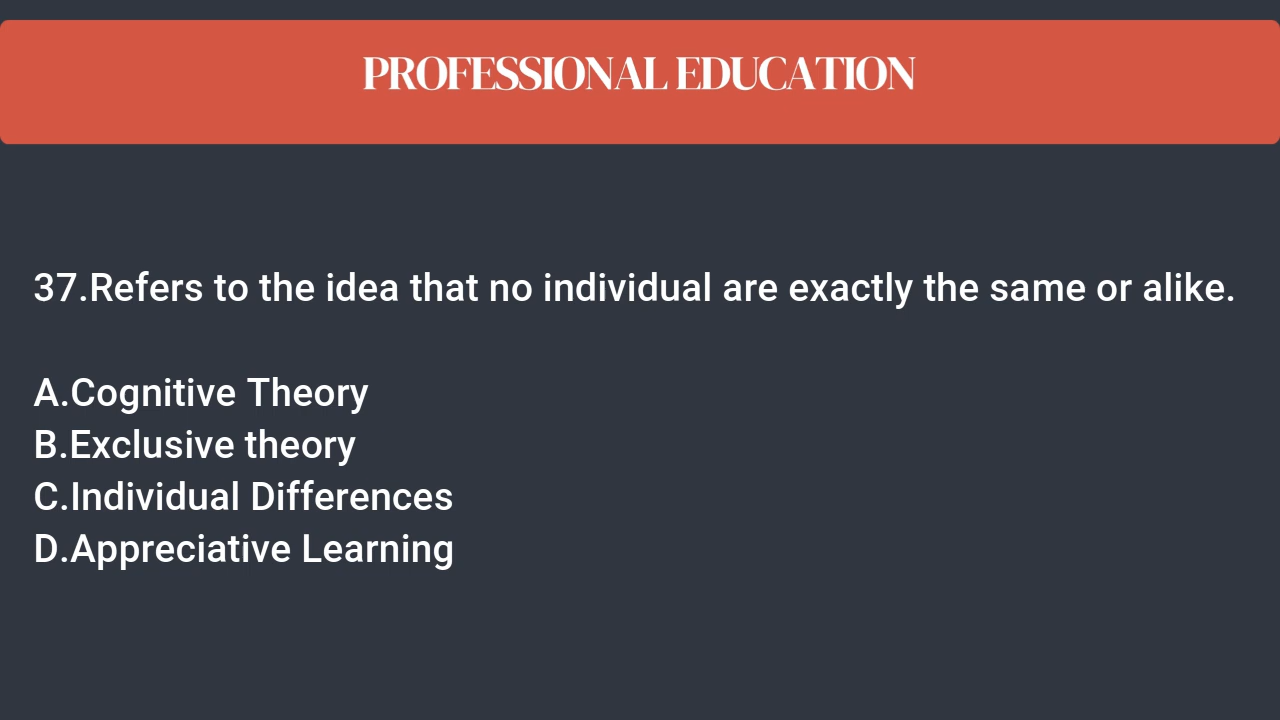 PROFESSIONAL EDUCATION
37.Refers to the idea that no individual are exactly the same or alike.
A.Cognitive Theory
B.Exclusive theory
C.Individual Differences
D.Appreciative Learning